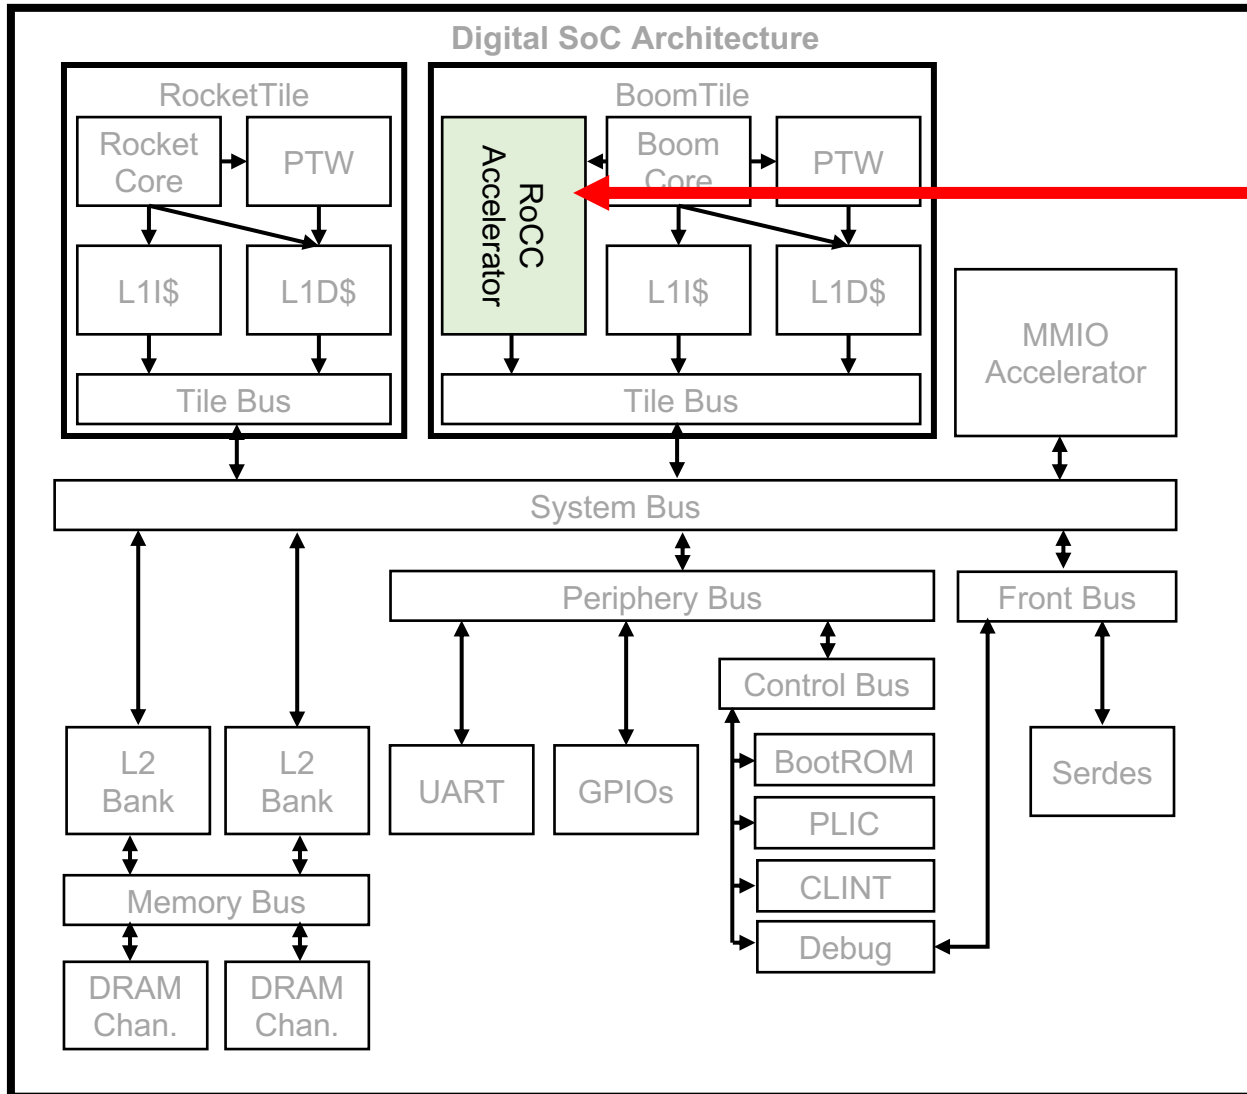 Digital SoC Architecture
RocketTile
Rocket
Core
PTW
L1I$
L1D$
Tile Bus
BoomTile
RoCC
Accelerator
Boom
Core
PTW
L1I$
L1D$
Tile Bus
MMIO
Accelerator
System Bus
Periphery Bus
Front Bus
Control Bus
L2
Bank
L2
Bank
UART
GPIOs
BootROM
PLIC
CLINT
Debug
Serdes
Memory Bus
DRAM
Chan.
DRAM
Chan.